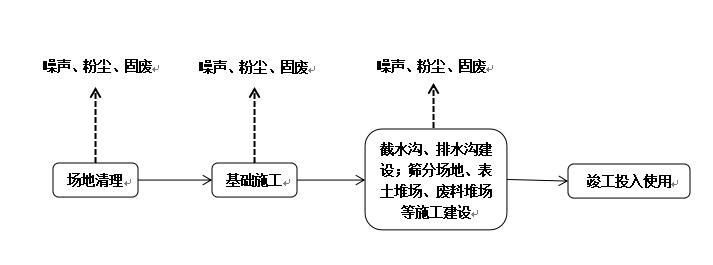 噪声、粉尘、固废
噪声、粉尘、固废
噪声、粉尘、固废
场地清理
基础施工
截水沟、排水沟建
设；筛分场地、表
土堆场、废料堆场
等施工建设
竣工投入使用